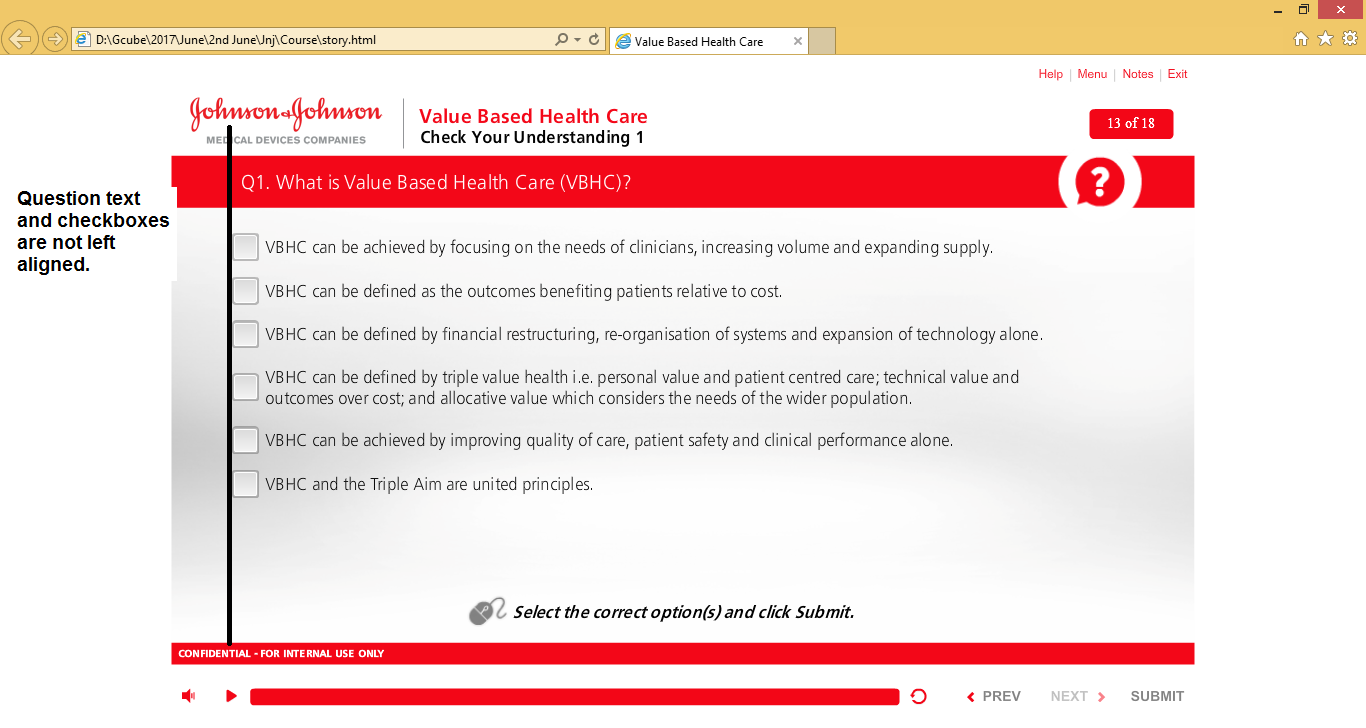 D:\Gcube\2017\June\2nd June\Jnj\Course\story.html
Value Based Health Care
Help | Menu | Notes | Exit
Johnson & Johnson
MEDICAL DEVICES COMPANIES
Value Based Health Care
Check Your Understanding 1
13 of 18
Q1. What is Value Based Health Care (VBHC)?
?
Question text
and checkboxes
are not left
aligned.
VBHC can be achieved by focusing on the needs of clinicians, increasing volume and expanding supply.
VBHC can be defined as the outcomes benefiting patients relative to cost.
VBHC can be defined by financial restructuring, re-organisation of systems and expansion of technology alone.
VBHC can be defined by triple value health i.e. personal value and patient centred care; technical value and
outcomes over cost; and allocative value which considers the needs of the wider population.
VBHC can be achieved by improving quality of care, patient safety and clinical performance alone.
VBHC and the Triple Aim are united principles.
Select the correct option(s) and click Submit.
CONFIDENTIAL - FOR INTERNAL USE ONLY
PREV NEXT SUBMIT